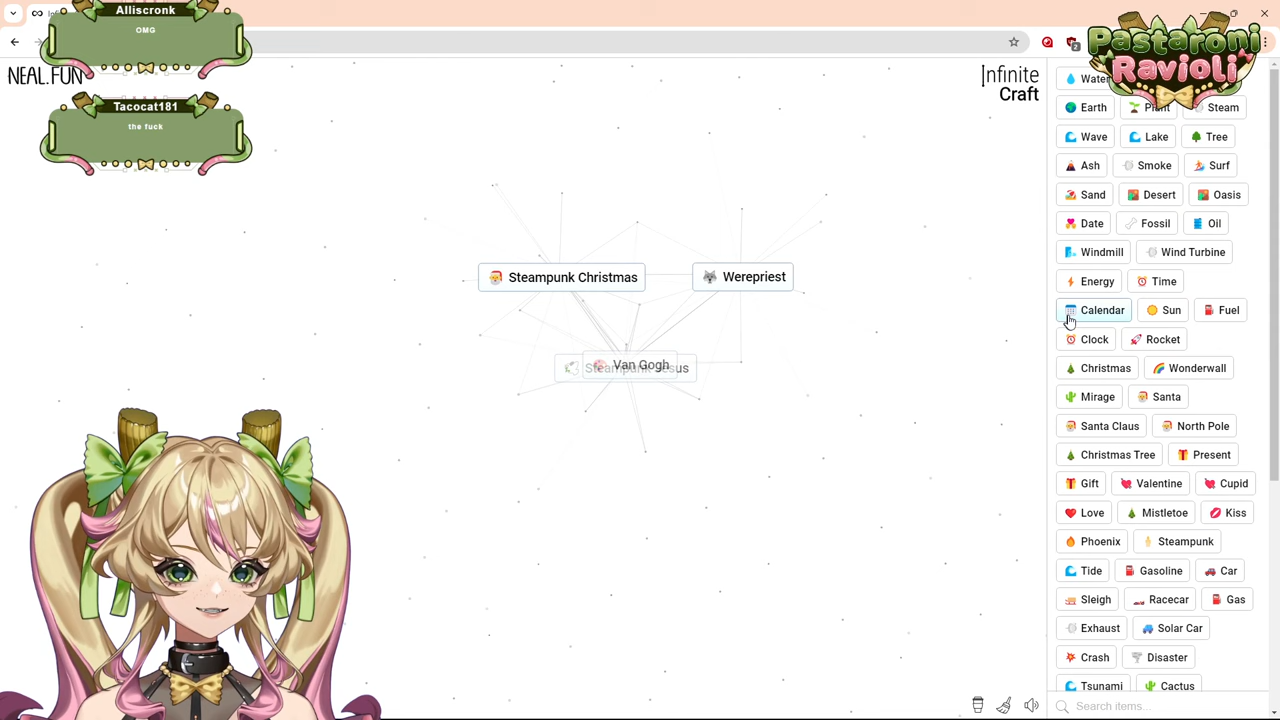 Alliscronk
OMG
NEAL.FUN
Tacocat181
the fuck
Pastaroni
Ravioli
Infinite
Craft
Steampunk Christmas
Werepriest
Van Gogh
Water
Earth Plant Steam
Wave Lake Tree
Ash Smoke Surf
Sand Desert Oasis
Date Fossil Oil
Windmill Wind Turbine
Energy Time
Calendar Sun Fuel
Clock Rocket
Christmas Wonderwall
Mirage Santa
Santa Claus North Pole
Christmas Tree Present
Gift Valentine Cupid
Love Mistletoe Kiss
Phoenix Steampunk
Tide Gasoline Car
Sleigh Racecar Gas
Exhaust Solar Car
Crash Disaster
Tsunami Cactus
Search items...